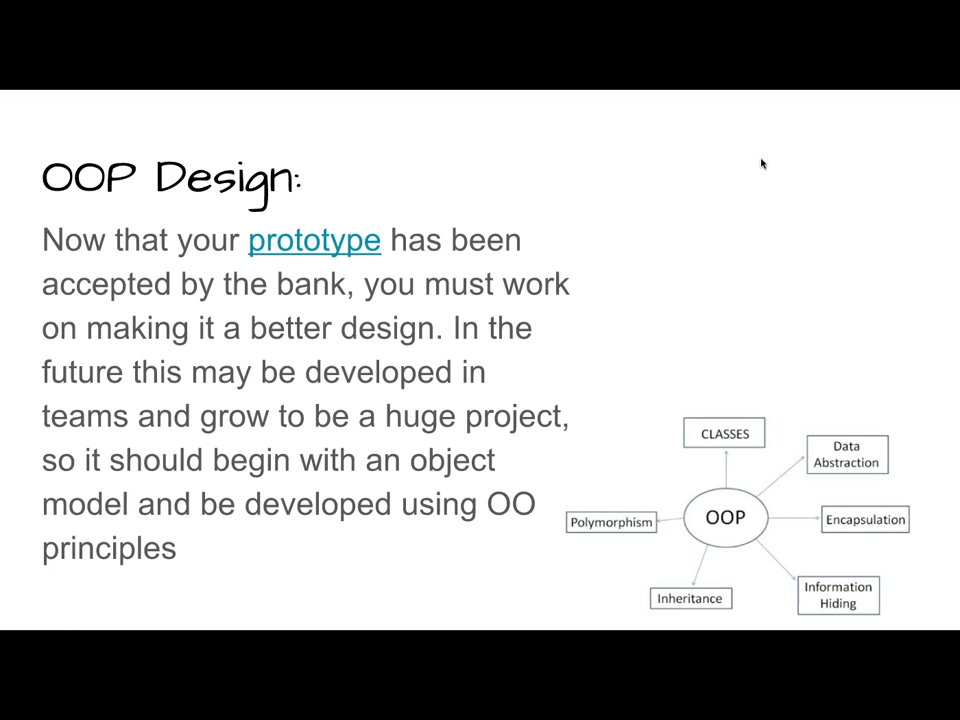 OOP Design:
Now that your prototype has been
accepted by the bank, you must work
on making it a better design. In the
future this may be developed in
teams and grow to be a huge project,
so it should begin with an object
model and be developed using OO
principles
CLASSES
Data
Abstraction
OOP
Polymorphism
Encapsulation
Inheritance
Information
Hiding